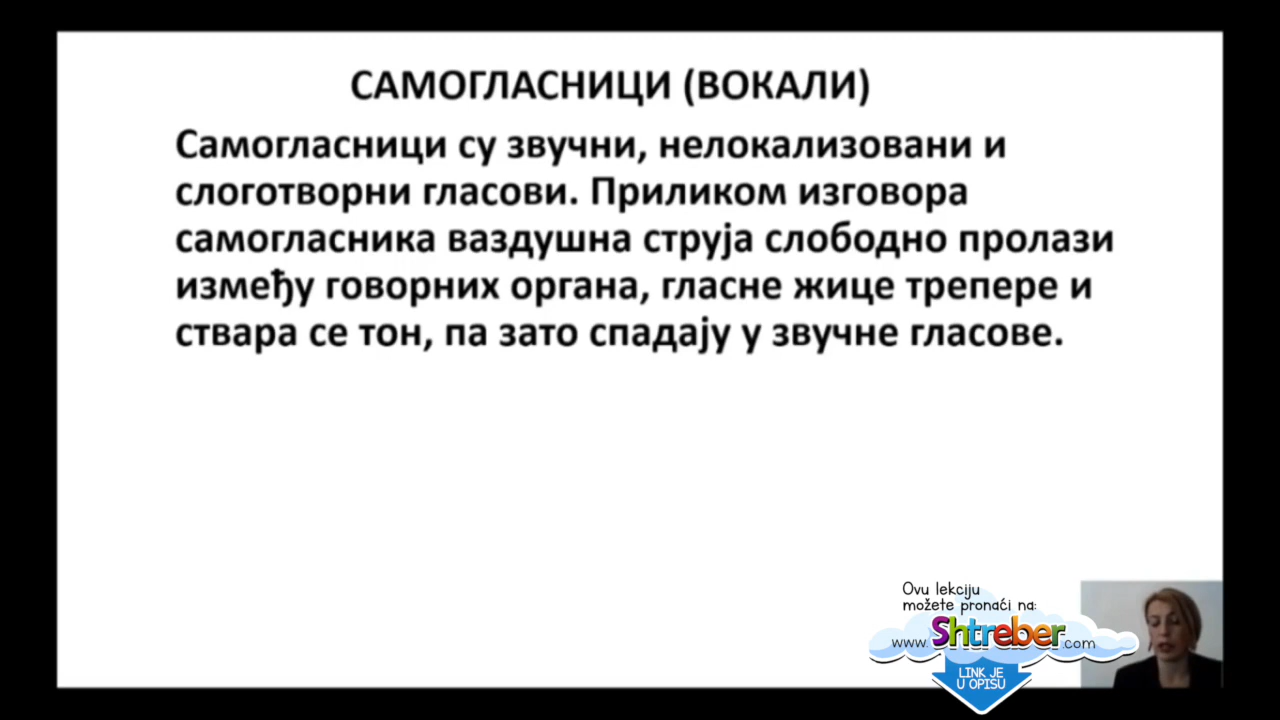 САМОГЛАСНИЦИ (ВОКАЛИ)
Самогласници су звучни, нелокализовани и
слоготворни гласови. Приликом изговора
самогласника ваздушна струја слободно пролази
између говорних органа, гласне жице трепере и
ствара се тон, па зато спадају у звучне гласове.
Ovu lekciju
možete pronaći na:
www.Shtreber.com
LINK JE
U OPISU